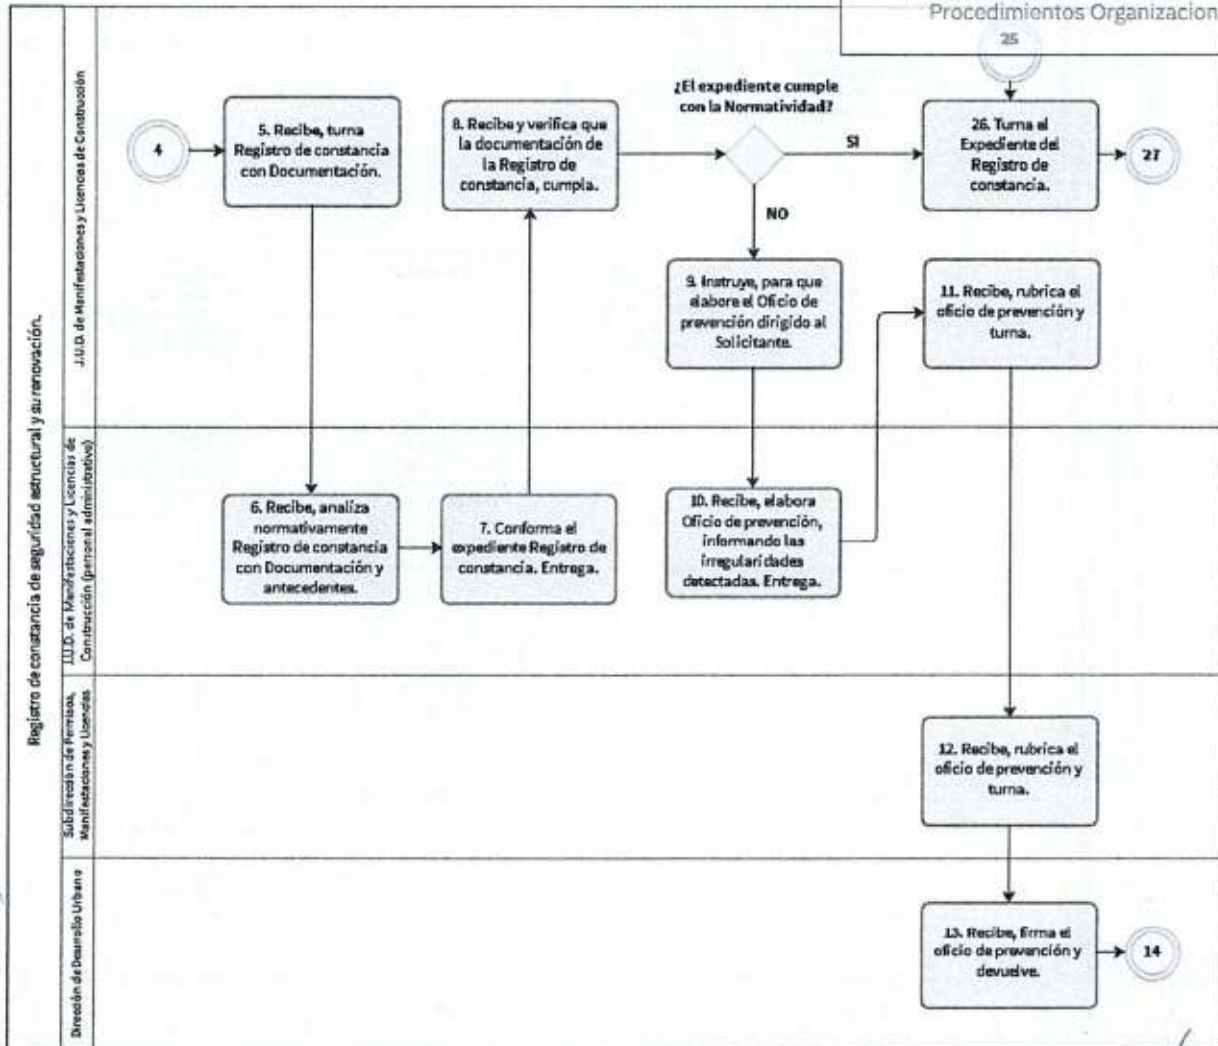 Procedimientos Organizacion
25
Registro de constancia de seguridad estructural y su renovación.
J.U.D. de Manifestaciones y Licencias de Construcción
4
5. Recibe, turna
Registro de constancia
con Documentación.
8. Recibe y verifica que
la documentación de
la Registro de
constancia, cumpla.
¿El expediente cumple
con la Normatividad?
SI
NO
26. Turna el
Expediente del
Registro de
constancia.
27
9. Instruye, para que
elabore el Oficio de
prevención dirigido al
Solicitante.
11. Recibe, rubrica el
oficio de prevención y
turna.
J.U.D. de Manifestaciones y Licencias de
Construcción (personal administrativo)
6. Recibe, analiza
normativamente
Registro de constancia
con Documentación y
antecedentes.
7. Conforma el
expediente Registro de
constancia. Entrega.
10. Recibe, elabora
Oficio de prevención,
informando las
irregularidades
detectadas. Entrega.
Subdirección de Permisos,
Manifestaciones y Licencias
12. Recibe, rubrica el
oficio de prevención y
turna.
Dirección de Desarrollo Urbano
13. Recibe, firma el
oficio de prevención y
devuelve.
14